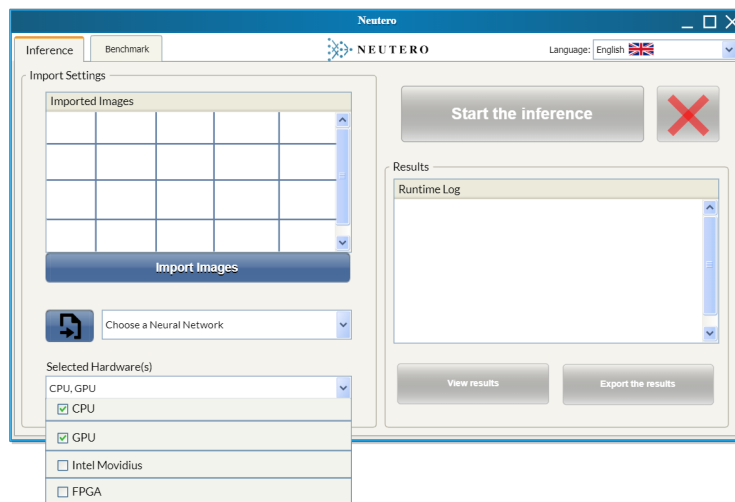 Neutero
Inference
Benchmark
NEUTERO
Language:
English
Import Settings
Imported Images
Start the inference
Results
Runtime Log
Import Images
Choose a Neural Network
Selected Hardware(s)
CPU, GPU
View results
Export the results
CPU
GPU
Intel Movidius
FPGA